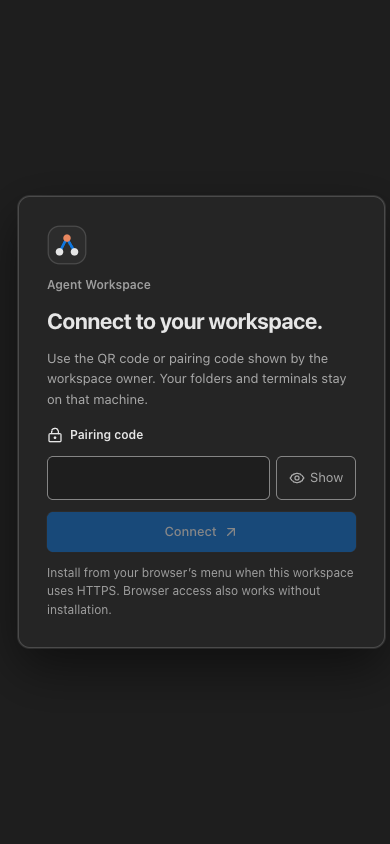 Agent Workspace
Connect to your workspace.
Use the QR code or pairing code shown by the
workspace owner. Your folders and terminals stay
on that machine.
Pairing code
Show
Connect
Install from your browser's menu when this workspace
uses HTTPS. Browser access also works without
installation.